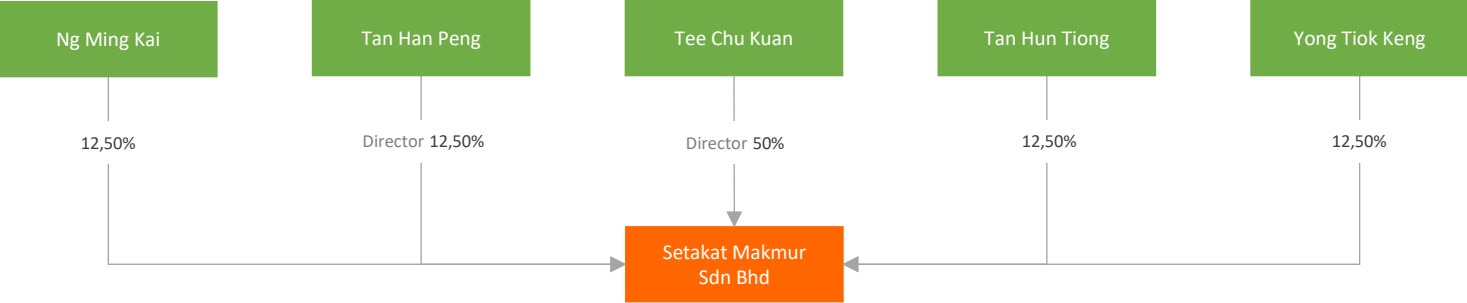 Ng Ming Kai
Tan Han Peng
Tee Chu Kuan
Tan Hun Tiong
Yong Tiok Keng
12,50%
Director 12,50%
Director 50%
12,50%
12,50%
Setakat Makmur
Sdn Bhd